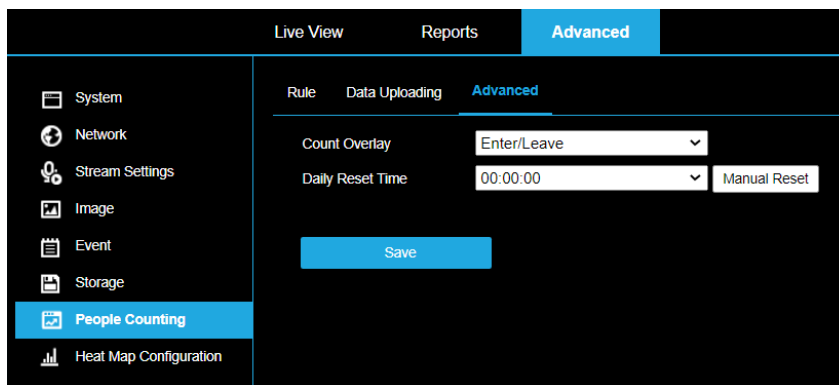 Live View Reports Advanced
System
Network
Stream Settings
Image
Event
Storage
People Counting
Heat Map Configuration
Rule Data Uploading Advanced
Count Overlay Enter/Leave
Daily Reset Time 00:00:00 Manual Reset
Save